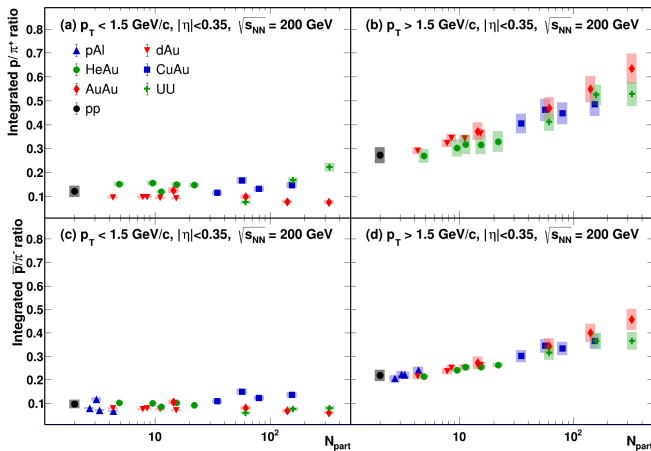 (a) p_T < 1.5 GeV/c, |η|<0.35, √s_NN = 200 GeV
(b) p_T > 1.5 GeV/c, |η|<0.35, √s_NN = 200 GeV
Integrated p/π⁺ ratio
0.8
0.7
0.6
0.5
0.4
0.3
0.2
0.1
pAl
dAu
HeAu
CuAu
AuAu
UU
pp
(c) p_T < 1.5 GeV/c, |η|<0.35, √s_NN = 200 GeV
(d) p_T > 1.5 GeV/c, |η|<0.35, √s_NN = 200 GeV
Integrated p̅/π⁻ ratio
0.8
0.7
0.6
0.5
0.4
0.3
0.2
0.1
10
10²
N_part
10
10²
N_part